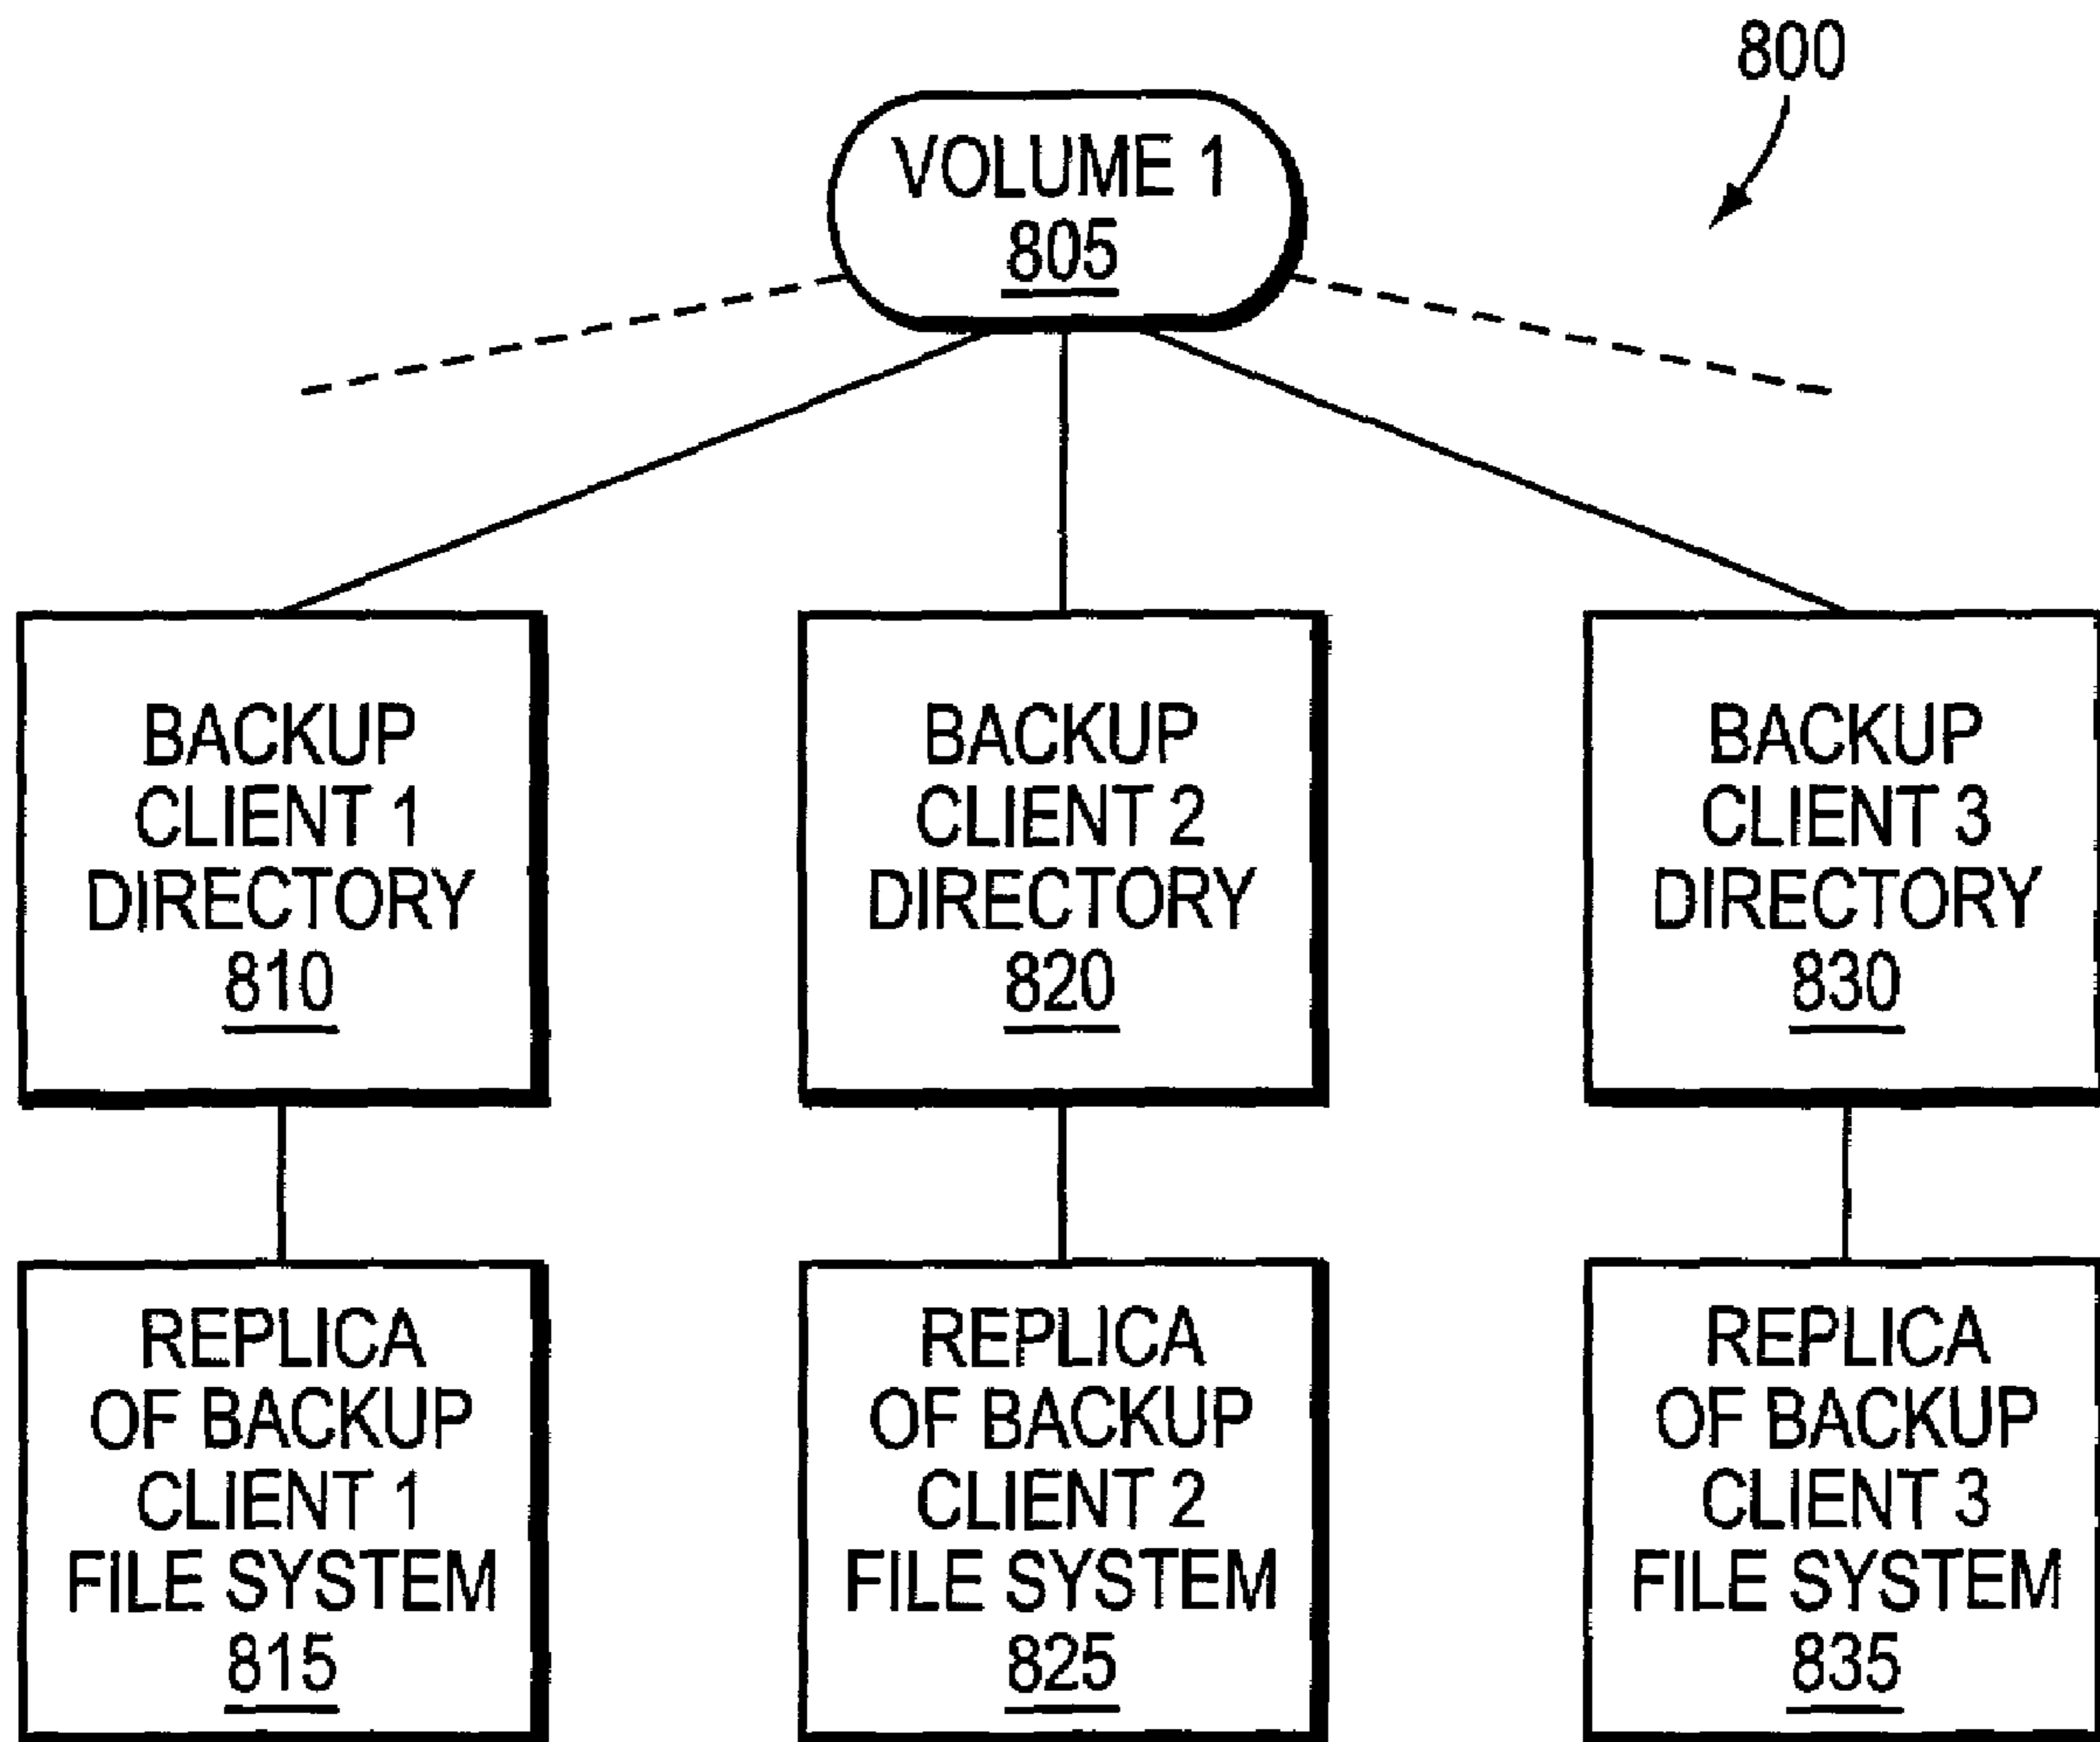 800
VOLUME 1
805
BACKUP
CLIENT 1
DIRECTORY
810
BACKUP
CLIENT 2
DIRECTORY
820
BACKUP
CLIENT 3
DIRECTORY
830
REPLICA
OF BACKUP
CLIENT 1
FILE SYSTEM
815
REPLICA
OF BACKUP
CLIENT 2
FILE SYSTEM
825
REPLICA
OF BACKUP
CLIENT 3
FILE SYSTEM
835